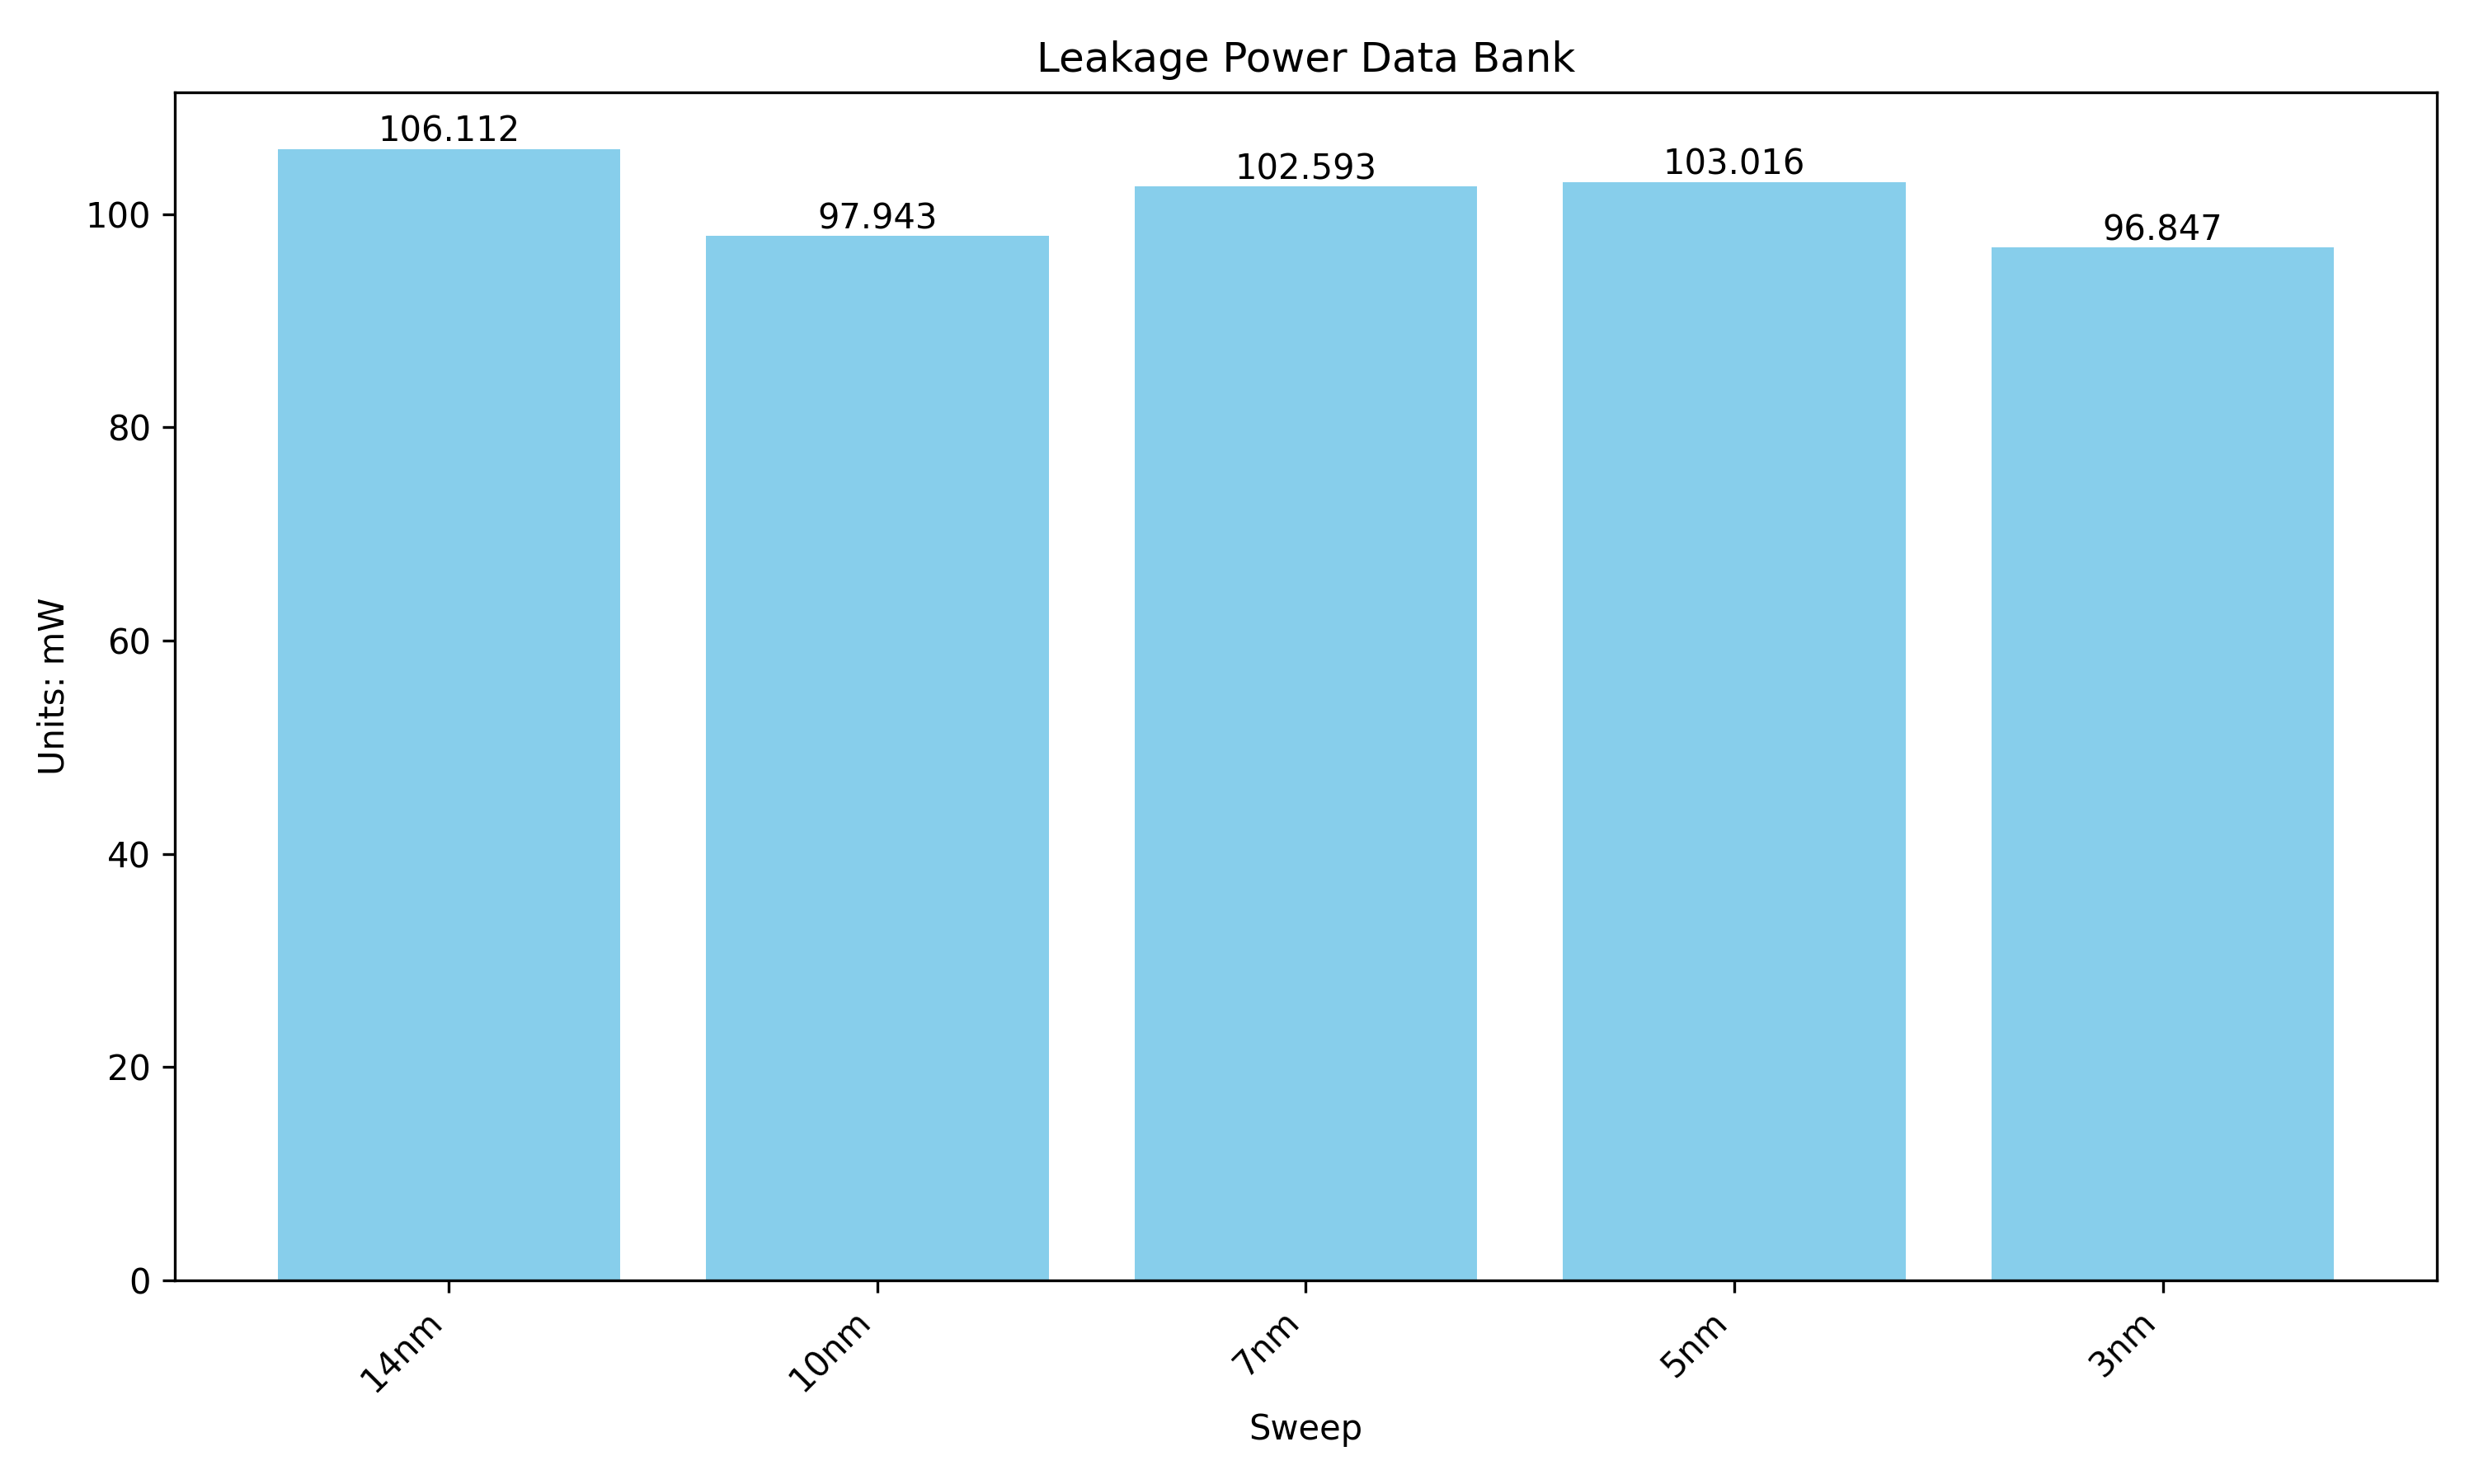 Leakage Power Data Bank
106.112
97.943
102.593
103.016
96.847
100
80
60
40
20
0
Units: mW
14nm
10nm
7nm
5nm
3nm
Sweep